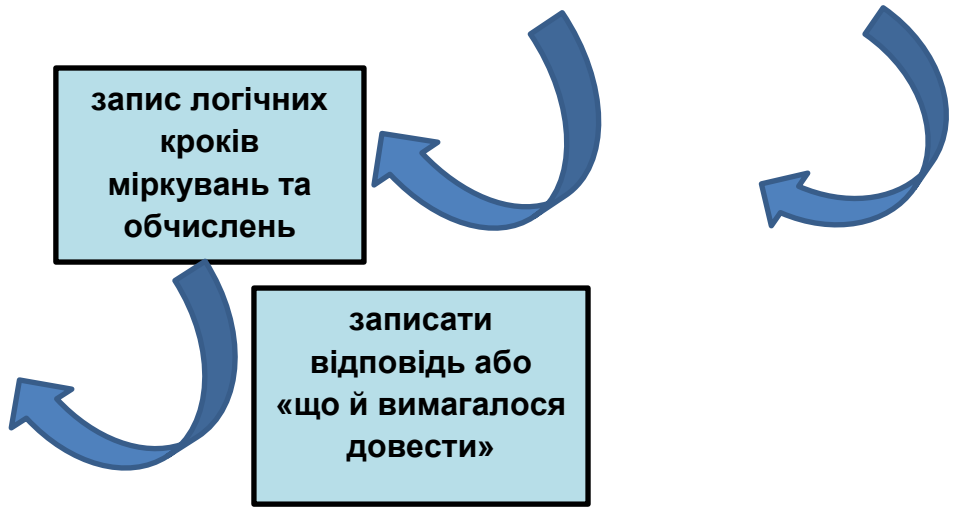 запис логічних
кроків
міркувань та
обчислень
записати
відповідь або
«що й вимагалося
довести»